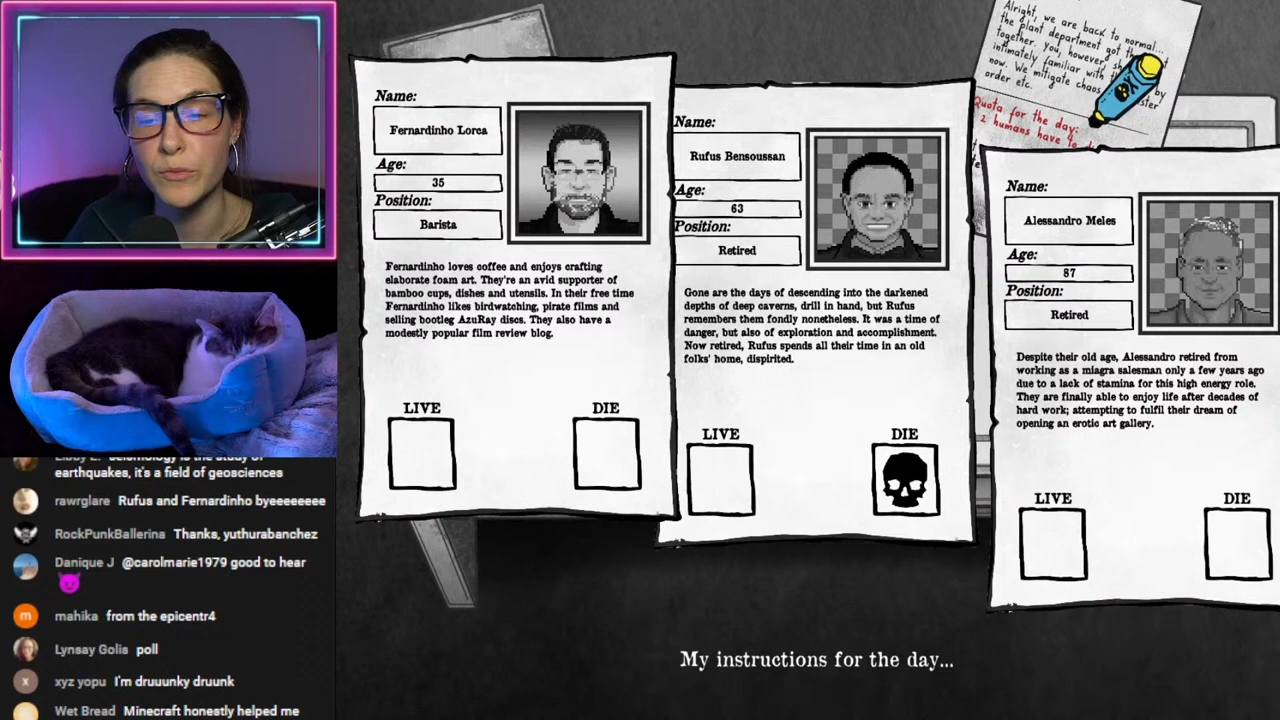 Name:
Fernardinho Lorca
Age:
35
Position:
Barista
Fernardinho loves coffee and enjoys crafting
elaborate foam art. They're an avid supporter of
bamboo cups, dishes and utensils. In their free time
Fernardinho likes birdwatching, pirate films and
selling bootleg AzuRay discs. They also have a
modestly popular film review blog.
LIVE
DIE
Name:
Rufus Bensoussan
Age:
63
Position:
Retired
Gone are the days of descending into the darkened
depths of deep caverns, drill in hand, but Rufus
remembers them fondly nonetheless. It was a time of
danger, but also of exploration and accomplishment.
Now retired, Rufus spends all their time in an old
folks' home, dispirited.
LIVE
DIE
Alright, we are back to normal...
the plant department got
together. you, however
intimately familiar with
now. We mitigate chaos
order etc.
Quota for the day:
2 humans have
Name:
Alessandro Meles
Age:
87
Position:
Retired
Despite their old age, Alessandro retired from
working as a miagra salesman only a few years ago
due to a lack of stamina for this high energy role.
They are finally able to enjoy life after decades of
hard work; attempting to fulfil their dream of
opening an erotic art gallery.
LIVE
DIE
My instructions for the day...
earthquakes, it's a field of geosciences
rawrglare Rufus and Fernardinho byeeeeeee
RockPunkBallerina Thanks, yuthurabanchez
Danique J @carolmarie1979 good to hear
mahika from the epicentr4
Lynsay Golis poll
xyz yopu I'm druuunky druunk
Wet Bread Minecraft honestly helped me